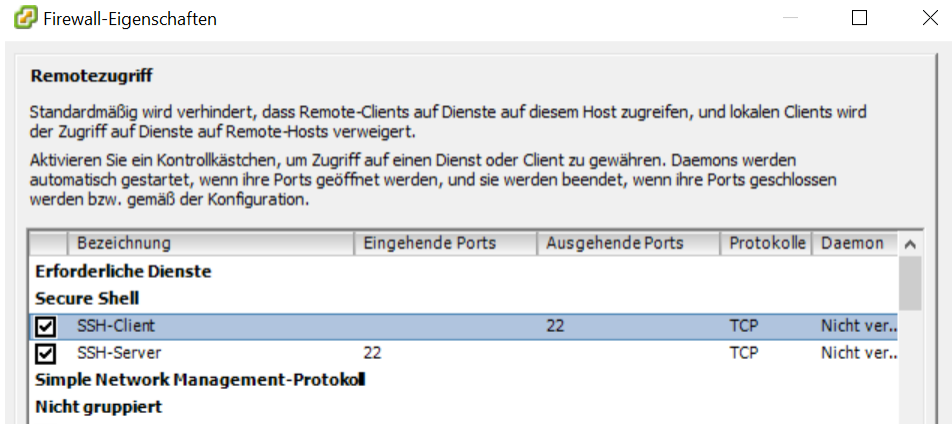 Firewall-Eigenschaften
Remotezugriff
Standardmäßig wird verhindert, dass Remote-Clients auf Dienste auf diesem Host zugreifen, und lokalen Clients wird
der Zugriff auf Dienste auf Remote-Hosts verweigert.
Aktivieren Sie ein Kontrollkästchen, um Zugriff auf einen Dienst oder Client zu gewähren. Daemons werden
automatisch gestartet, wenn ihre Ports geöffnet werden, und sie werden beendet, wenn ihre Ports geschlossen
werden bzw. gemäß der Konfiguration.
Bezeichnung Eingehende Ports Ausgehende Ports Protokolle Daemon
Erforderliche Dienste
Secure Shell
SSH-Client 22 TCP Nicht ver..
SSH-Server 22 TCP Nicht ver..
Simple Network Management-Protokoll
Nicht gruppiert